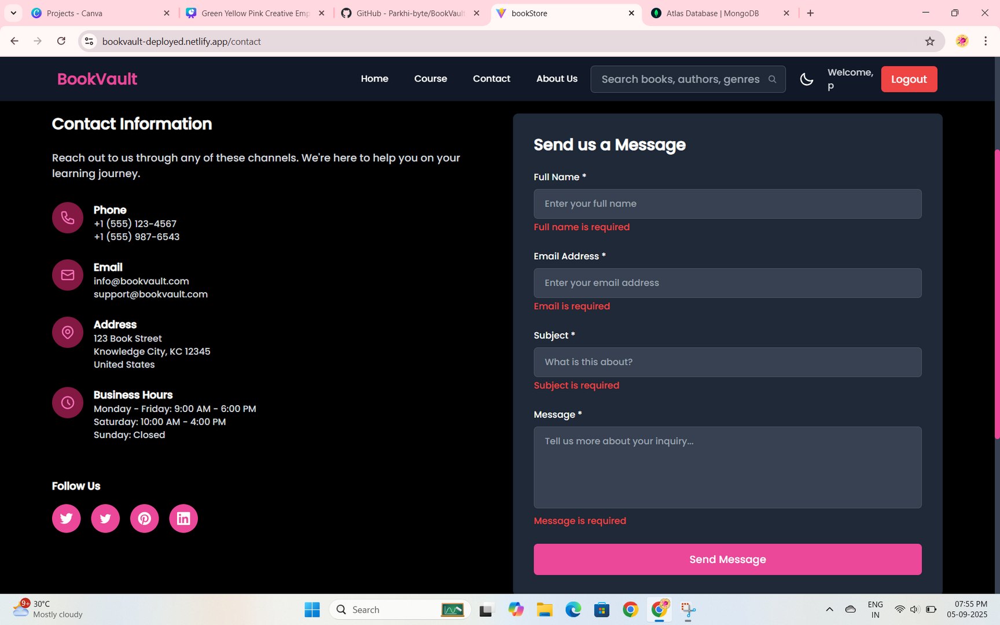 Projects - Canva
Green Yellow Pink Creative Emp
GitHub - Parkhi-byte/BookVault
bookStore
Atlas Database | MongoDB
bookvault-deployed.netlify.app/contact
BookVault
Home
Course
Contact
About Us
Search books, authors, genres
Welcome,
p
Logout
Contact Information
Reach out to us through any of these channels. We're here to help you on your
learning journey.
Phone
+1 (555) 123-4567
+1 (555) 987-6543
Email
info@bookvault.com
support@bookvault.com
Address
123 Book Street
Knowledge City, KC 12345
United States
Business Hours
Monday - Friday: 9:00 AM - 6:00 PM
Saturday: 10:00 AM - 4:00 PM
Sunday: Closed
Follow Us
Send us a Message
Full Name *
Enter your full name
Full name is required
Email Address *
Enter your email address
Email is required
Subject *
What is this about?
Subject is required
Message *
Tell us more about your inquiry...
Message is required
Send Message
9+
30°C
Mostly cloudy
Search
ENG
IN
07:55 PM
05-09-2025